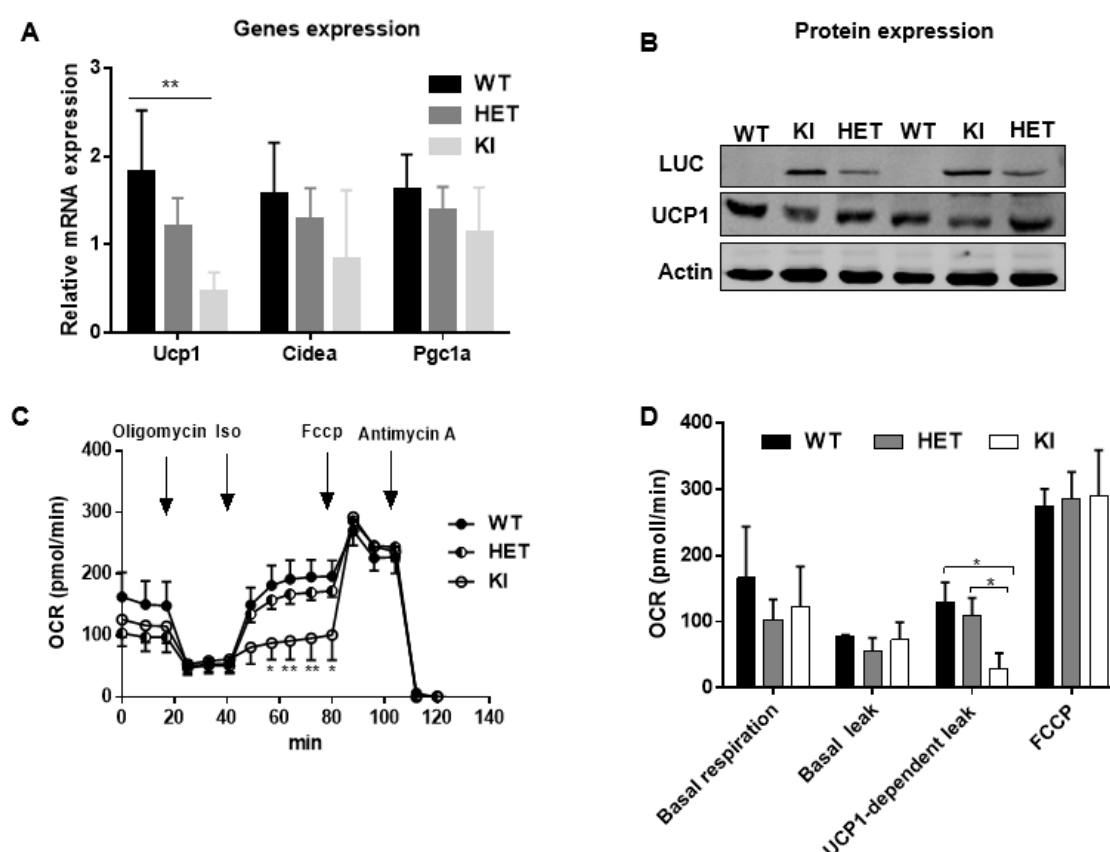 A
Genes expression
Relative mRNA expression
3
2
1
0
**
WT
HET
KI
Ucp1
Cidea
Pgc1a
B
Protein expression
WT KI HET WT KI HET
LUC
UCP1
Actin
C
Oligomycin Iso Fccp Antimycin A
OCR (pmol/min)
400
300
200
100
0
WT
HET
KI
* ** ** *
0 20 40 60 80 100 120 140
min
D
WT HET KI
OCR (pmoll/min)
400
300
200
100
0
*
*
Basal respiration
Basal leak
UCP1-dependent leak
FCCP